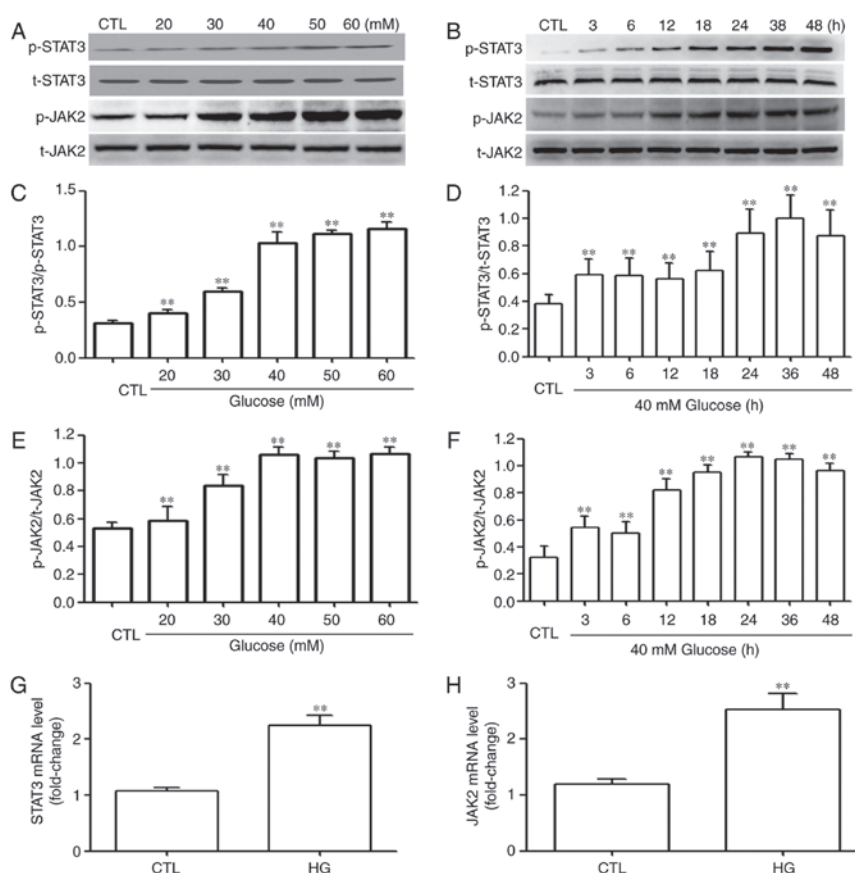 A
CTL 20 30 40 50 60 (mM)
p-STAT3
t-STAT3
p-JAK2
t-JAK2
B
CTL 3 6 12 18 24 38 48 (h)
p-STAT3
t-STAT3
p-JAK2
t-JAK2
C
p-STAT3/p-STAT3
1.5
1.0
0.5
0.0
** ** ** ** **
CTL 20 30 40 50 60
Glucose (mM)
D
p-STAT3/t-STAT3
1.2
1.0
0.8
0.6
0.4
0.2
0.0
** ** ** ** ** ** **
CTL 3 6 12 18 24 36 48
40 mM Glucose (h)
E
p-JAK2/t-JAK2
1.2
1.0
0.8
0.6
0.4
0.2
0.0
** ** ** ** **
CTL 20 30 40 50 60
Glucose (mM)
F
p-JAK2/t-JAK2
1.2
1.0
0.8
0.6
0.4
0.2
0.0
** ** ** ** ** ** **
CTL 3 6 12 18 24 36 48
40 mM Glucose (h)
G
STAT3 mRNA level
(fold-change)
3
2
1
0
**
CTL HG
H
JAK2 mRNA level
(fold-change)
3
2
1
0
**
CTL HG